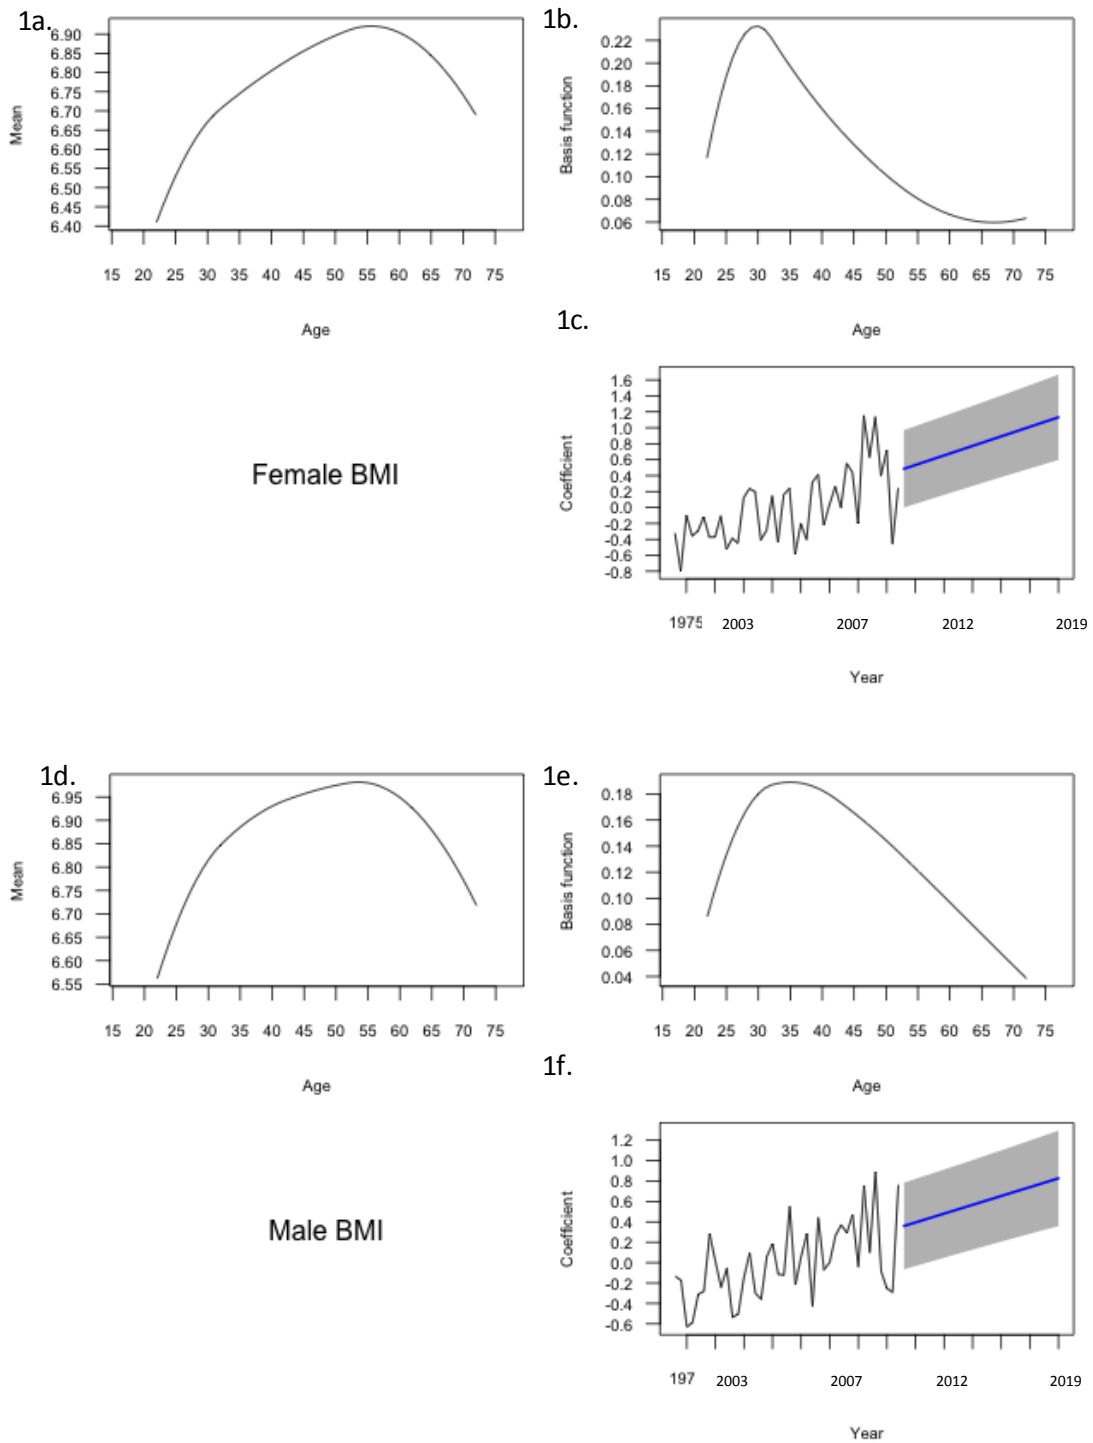 1a.
Mean
6.90
6.85
6.80
6.75
6.70
6.65
6.60
6.55
6.50
6.45
6.40
15 20 25 30 35 40 45 50 55 60 65 70 75
Age
1b.
Basis function
0.22
0.20
0.18
0.16
0.14
0.12
0.10
0.08
0.06
15 20 25 30 35 40 45 50 55 60 65 70 75
Age
Female BMI
1c.
Coefficient
1.6
1.4
1.2
1.0
0.8
0.6
0.4
0.2
0.0
-0.2
-0.4
-0.6
-0.8
1975 2003 2007 2012 2019
Year
1d.
Mean
6.95
6.90
6.85
6.80
6.75
6.70
6.65
6.60
6.55
15 20 25 30 35 40 45 50 55 60 65 70 75
Age
1e.
Basis function
0.18
0.16
0.14
0.12
0.10
0.08
0.06
0.04
15 20 25 30 35 40 45 50 55 60 65 70 75
Age
Male BMI
1f.
Coefficient
1.2
1.0
0.8
0.6
0.4
0.2
0.0
-0.2
-0.4
-0.6
197 2003 2007 2012 2019
Year